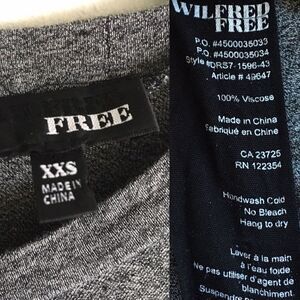 FREE
XXS
MADE IN
CHINA
WILFRED
FREE
P.O. #4500035033
P.O. #4500035034
Style #DRS7-1596-43
Article # 49647
100% Viscose
Made in China
Fabriqué en Chine
CA 23725
RN 122354
Handwash Cold
No Bleach
Hang to dry
Laver à la main
à l'eau foide
Ne pas utiliser d'agent de
blanchiment
Suspendre